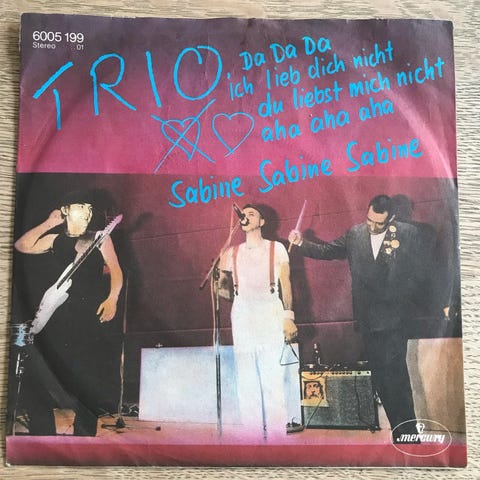 6005 199
Stereo 01
TRIO
Da Da Da
ich lieb dich nicht
du liebst mich nicht
aha aha aha
Sabine Sabine Sabine
mercury